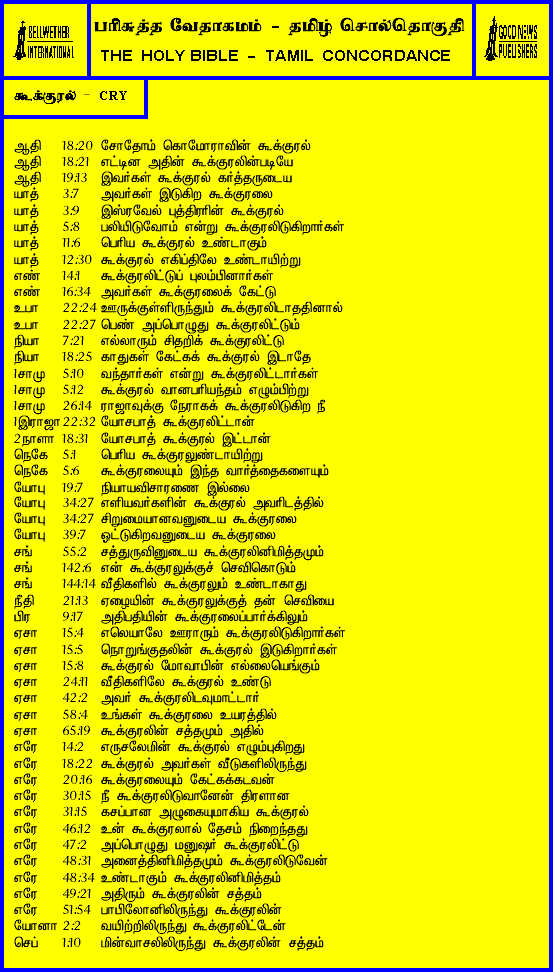 BELLWETHER
INTERNATIONAL
பரிசுத்த வேதாகமம் - தமிழ் சொல்தொகுதி
THE HOLY BIBLE - TAMIL CONCORDANCE
GOOD NEWS
PUBLISHERS
கூக்குரல் - CRY
ஆதி 18:20 சோதோம் கொமோராவின் கூக்குரல்
ஆதி 18:21 எட்டின அதின் கூக்குரலின்படியே
ஆதி 19:13 இவர்கள் கூக்குரல் கர்த்தருடைய
யாத் 3:7 அவர்கள் இடுகிற கூக்குரலை
யாத் 3:9 இஸ்ரவேல் புத்திரரின் கூக்குரல்
யாத் 5:8 பலியிடுவோம் என்று கூக்குரலிடுகிறார்கள்
யாத் 11:6 பெரிய கூக்குரல் உண்டாகும்
யாத் 12:30 கூக்குரல் எகிப்திலே உண்டாயிற்று
எண் 14:1 கூக்குரலிட்டுப் புலம்பினார்கள்
எண் 16:34 அவர்கள் கூக்குரலைக் கேட்டு
உபா 22:24 ஊருக்குள்ளிருந்தும் கூக்குரலிடாததினால்
உபா 22:27 பெண் அப்பொழுது கூக்குரலிட்டும்
நியா 7:21 எல்லாரும் சிதறிக் கூக்குரலிட்டு
நியா 18:25 காதுகள் கேட்கக் கூக்குரல் இடாதே
1சாமு 5:10 வந்தார்கள் என்று கூக்குரலிட்டார்கள்
1சாமு 5:12 கூக்குரல் வானபரியந்தம் எழும்பிற்று
1சாமு 26:14 ராஜாவுக்கு நேராகக் கூக்குரலிடுகிற நீ
1இராஜா 22:32 யோசபாத் கூக்குரலிட்டான்
2நாளா 18:31 யோசபாத் கூக்குரல் இட்டான்
நெகே 5:1 பெரிய கூக்குரலுண்டாயிற்று
நெகே 5:6 கூக்குரலையும் இந்த வார்த்தைகளையும்
யோபு 19:7 நியாயவிசாரணை இல்லை
யோபு 34:27 எளியவர்களின் கூக்குரல் அவரிடத்தில்
யோபு 34:27 சிறுமையானவனுடைய கூக்குரலை
யோபு 39:7 ஓட்டுகிறவனுடைய கூக்குரலை
சங் 55:2 சத்துருவினுடைய கூக்குரலினிமித்தமும்
சங் 142:6 என் கூக்குரலுக்குச் செவிகொடும்
சங் 144:14 வீதிகளில் கூக்குரலும் உண்டாகாது
நீதி 21:13 ஏழையின் கூக்குரலுக்குத் தன் செவியை
பிர 9:17 அதிபதியின் கூக்குரலைப்பார்க்கிலும்
ஏசா 15:4 எலெயாலே ஊராரும் கூக்குரலிடுகிறார்கள்
ஏசா 15:5 நொறுங்குதலின் கூக்குரல் இடுகிறார்கள்
ஏசா 15:8 கூக்குரல் மோவாபின் எல்லையெங்கும்
ஏசா 24:11 வீதிகளிலே கூக்குரல் உண்டு
ஏசா 42:2 அவர் கூக்குரலிடவுமாட்டார்
ஏசா 58:4 உங்கள் கூக்குரலை உயரத்தில்
ஏசா 65:19 கூக்குரலின் சத்தமும் அதில்
எரே 14:2 எருசலேமின் கூக்குரல் எழும்புகிறது
எரே 18:22 கூக்குரல் அவர்கள் வீடுகளிலிருந்து
எரே 20:16 கூக்குரலையும் கேட்கக்கடவன்
எரே 30:15 நீ கூக்குரலிடுவானேன் திரளான
எரே 31:15 கசப்பான அழுகையுமாகிய கூக்குரல்
எரே 46:12 உன் கூக்குரலால் தேசம் நிறைந்தது
எரே 47:2 அப்பொழுது மனுஷர் கூக்குரலிட்டு
எரே 48:31 அனைத்தினிமித்தமும் கூக்குரலிடுவேன்
எரே 48:34 உண்டாகும் கூக்குரலினிமித்தம்
எரே 49:21 அதிரும் கூக்குரலின் சத்தம்
எரே 51:54 பாபிலோனிலிருந்து கூக்குரலின்
யோனா 2:2 வயிற்றிலிருந்து கூக்குரலிட்டேன்
செப் 1:10 மின்வாசலிலிருந்து கூக்குரலின் சத்தம்